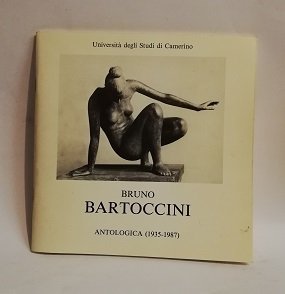 Università degli Studi di Camerino
BRUNO
BARTOCCINI
ANTOLOGICA (1935-1987)